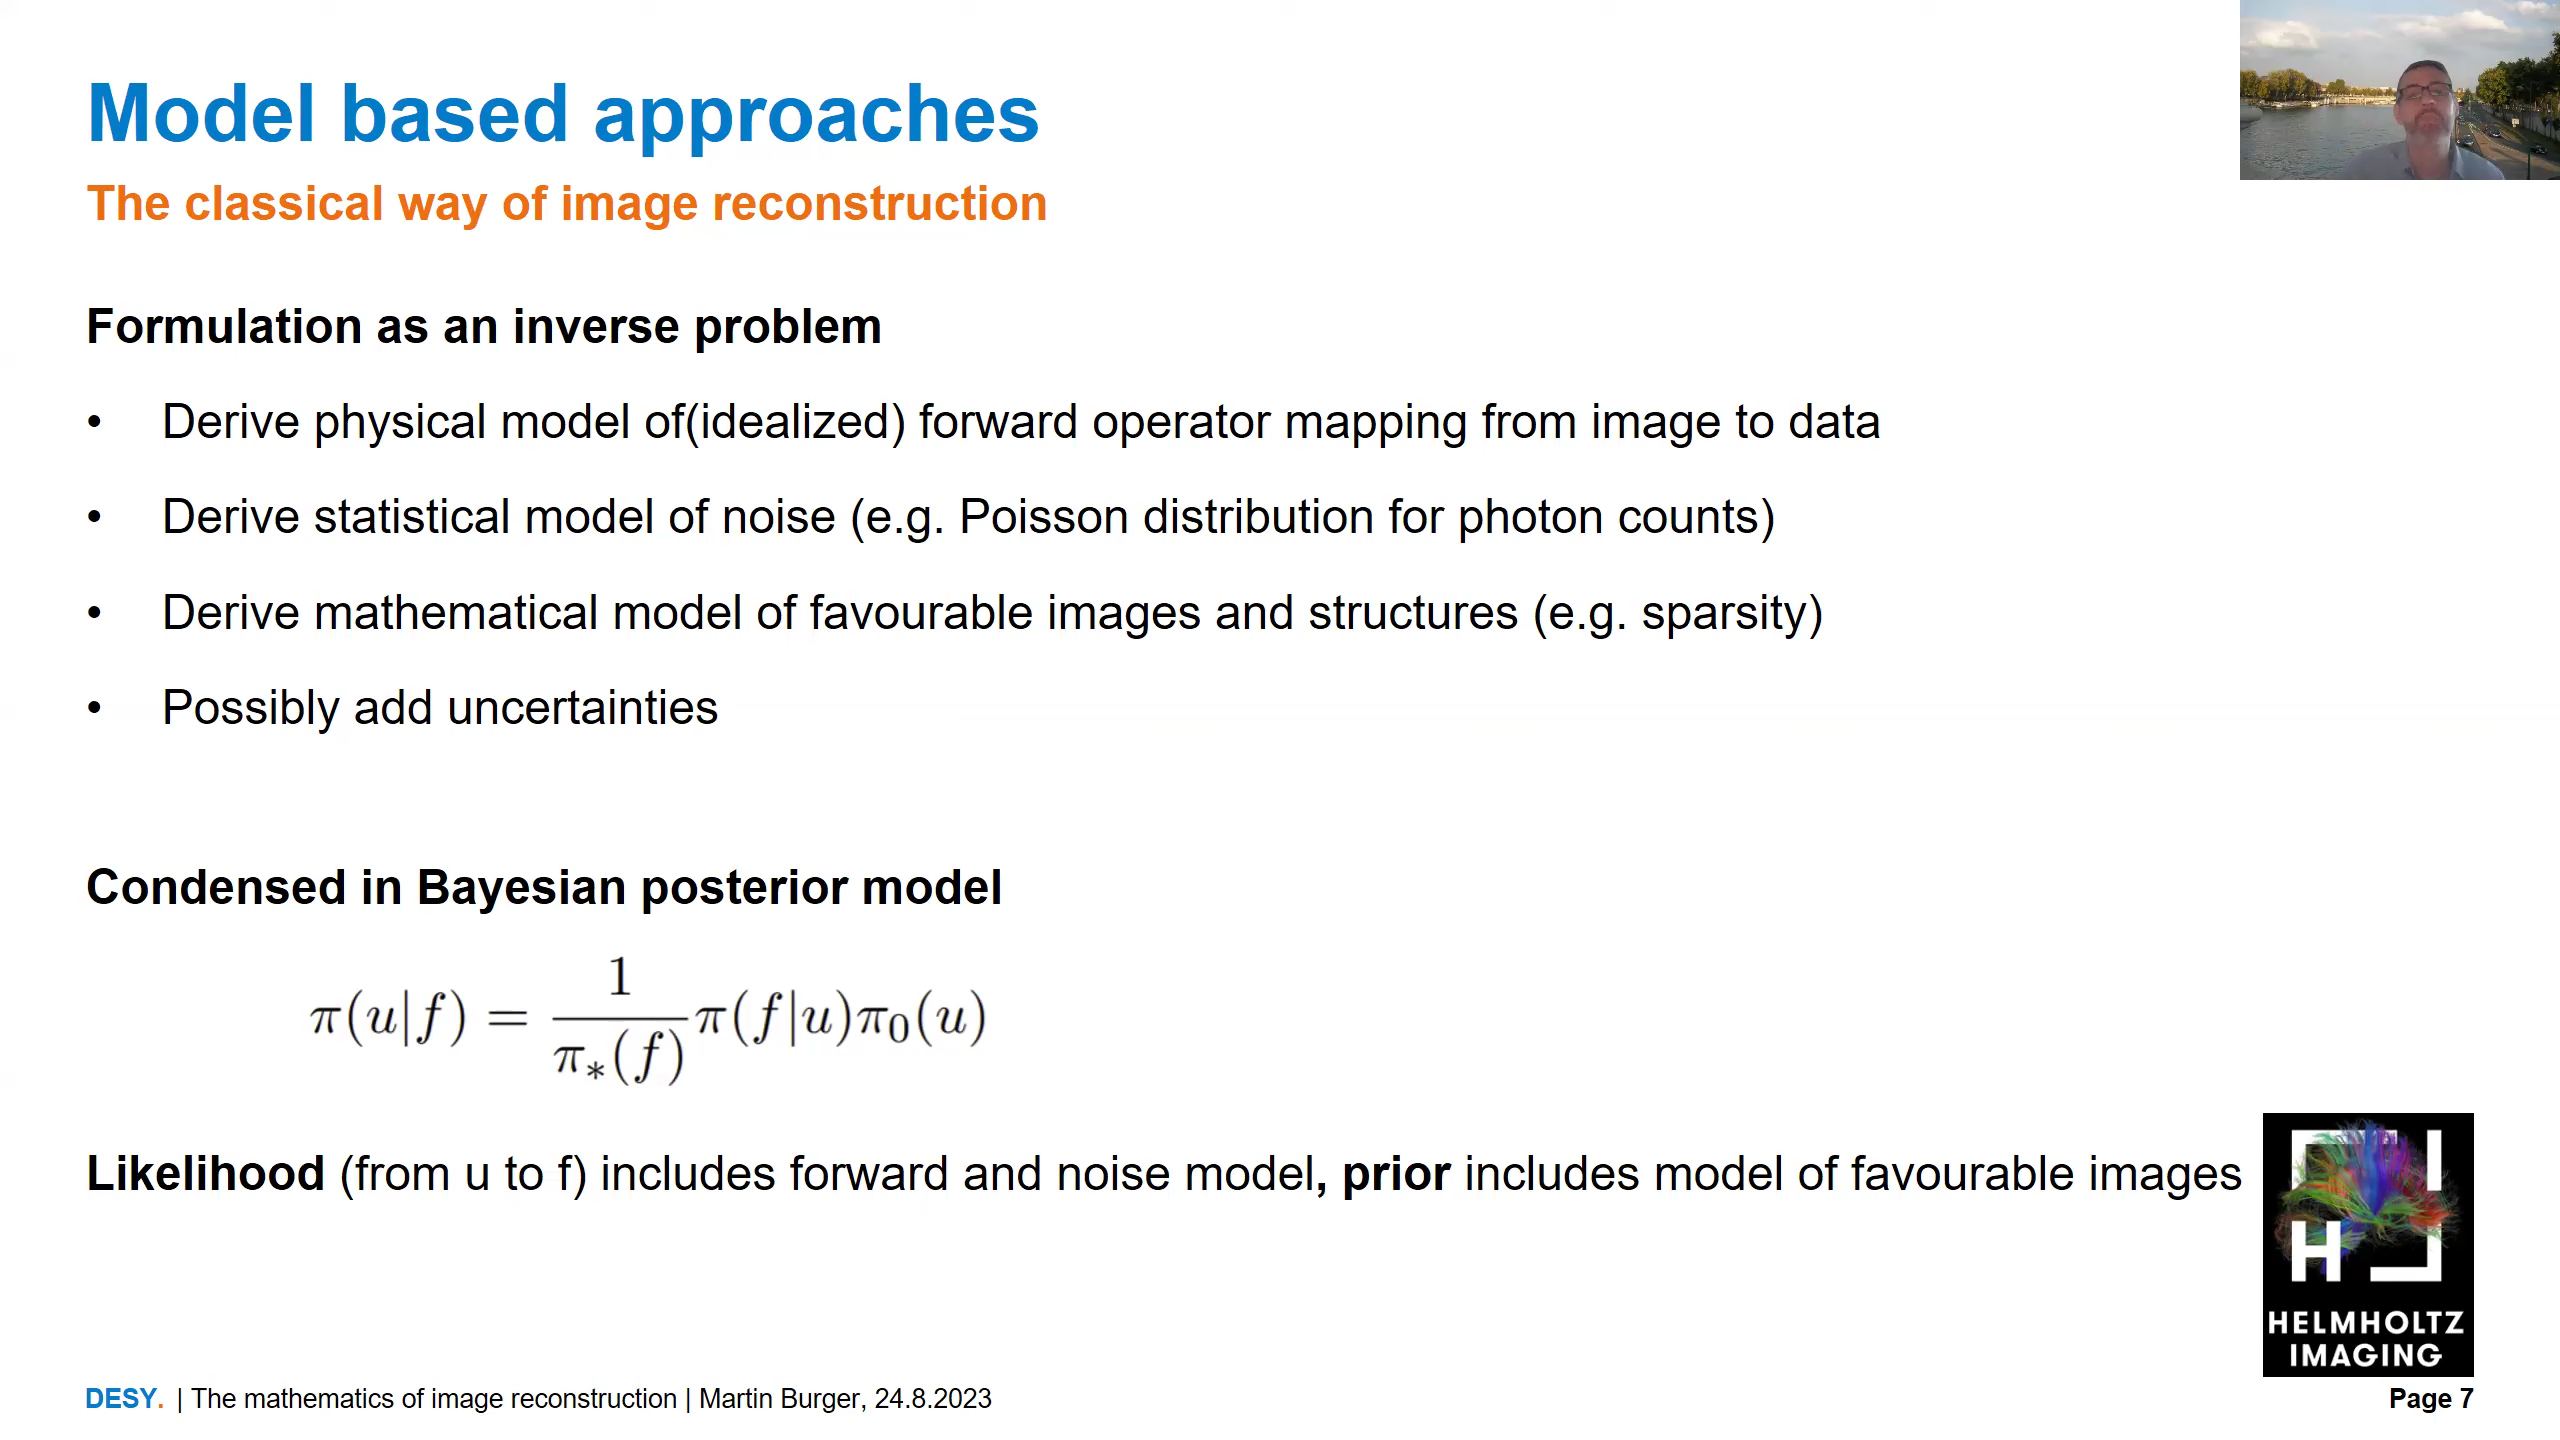 Model based approaches
The classical way of image reconstruction
Formulation as an inverse problem
• Derive physical model of(idealized) forward operator mapping from image to data
• Derive statistical model of noise (e.g. Poisson distribution for photon counts)
• Derive mathematical model of favourable images and structures (e.g. sparsity)
• Possibly add uncertainties
Condensed in Bayesian posterior model
π(u|f) = 1/π_*(f) π(f|u)π_0(u)
Likelihood (from u to f) includes forward and noise model, prior includes model of favourable images
H
HELMHOLTZ
IMAGING
DESY. | The mathematics of image reconstruction | Martin Burger, 24.8.2023
Page 7